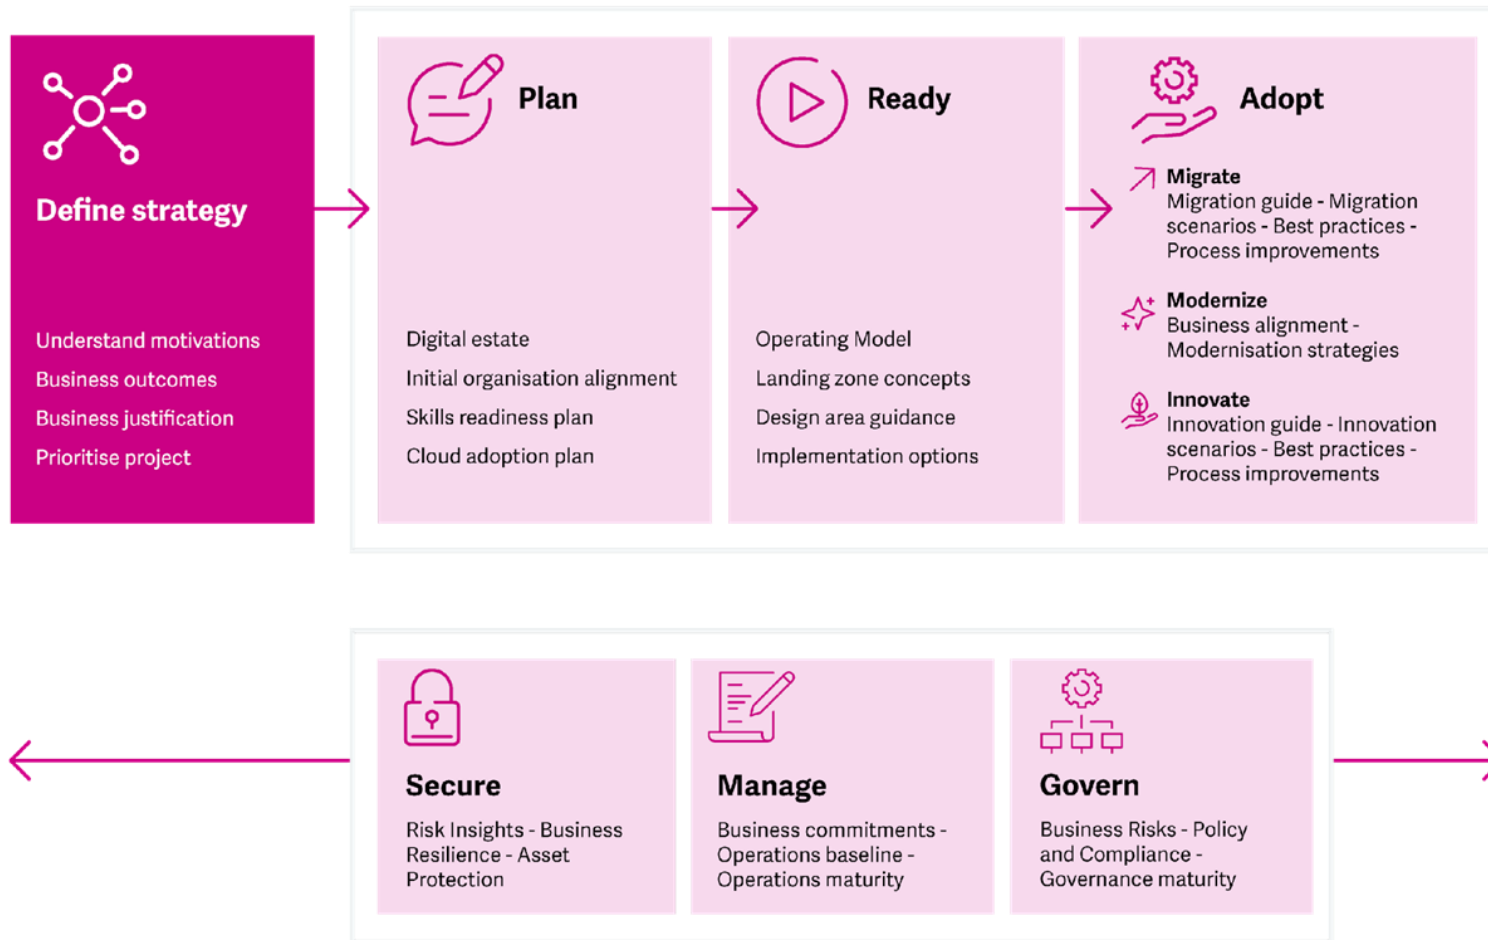 Define strategy
Understand motivations
Business outcomes
Business justification
Prioritise project
Plan
Digital estate
Initial organisation alignment
Skills readiness plan
Cloud adoption plan
Ready
Operating Model
Landing zone concepts
Design area guidance
Implementation options
Adopt
Migrate
Migration guide - Migration
scenarios - Best practices -
Process improvements
Modernize
Business alignment -
Modernisation strategies
Innovate
Innovation guide - Innovation
scenarios - Best practices -
Process improvements
Secure
Risk Insights - Business
Resilience - Asset
Protection
Manage
Business commitments -
Operations baseline -
Operations maturity
Govern
Business Risks - Policy
and Compliance -
Governance maturity